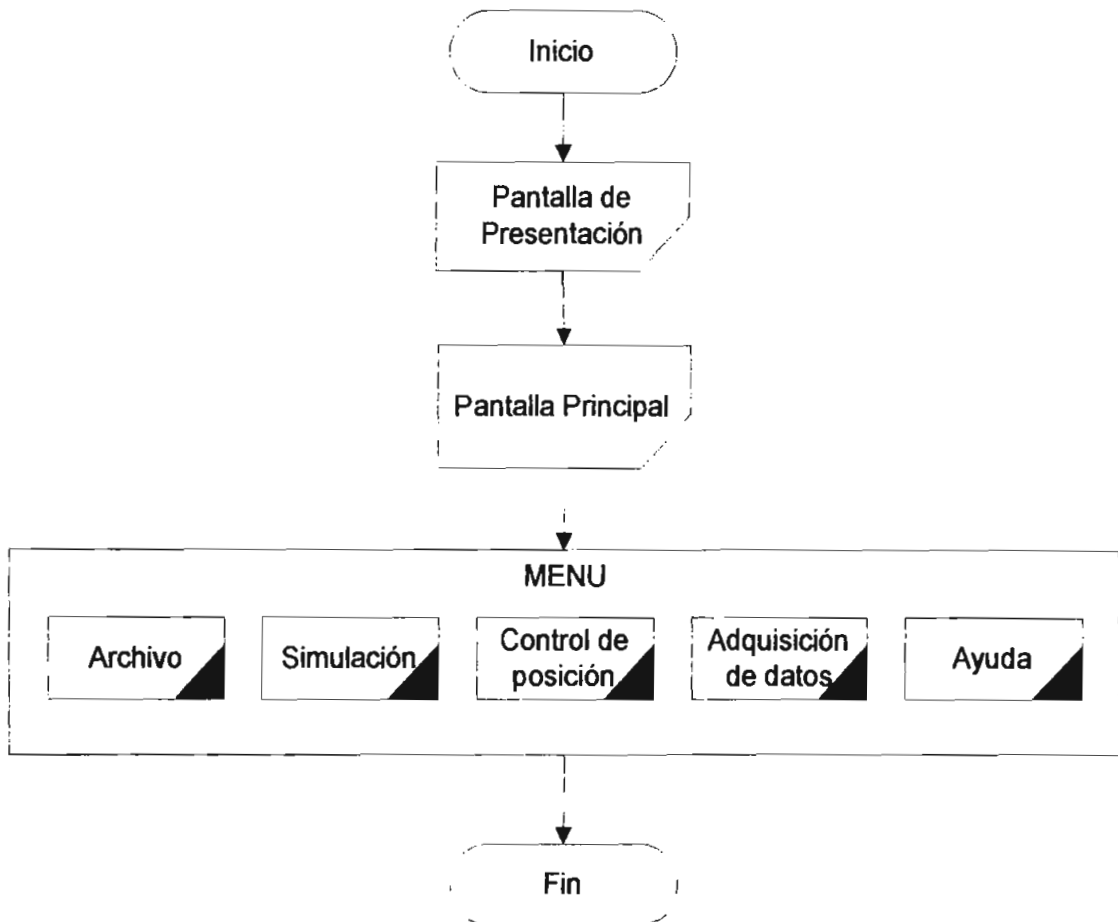 Inicio
Pantalla de
Presentación
Pantalla Principal
MENU
Archivo
Simulación
Control de
posición
Adquisición
de datos
Ayuda
Fin